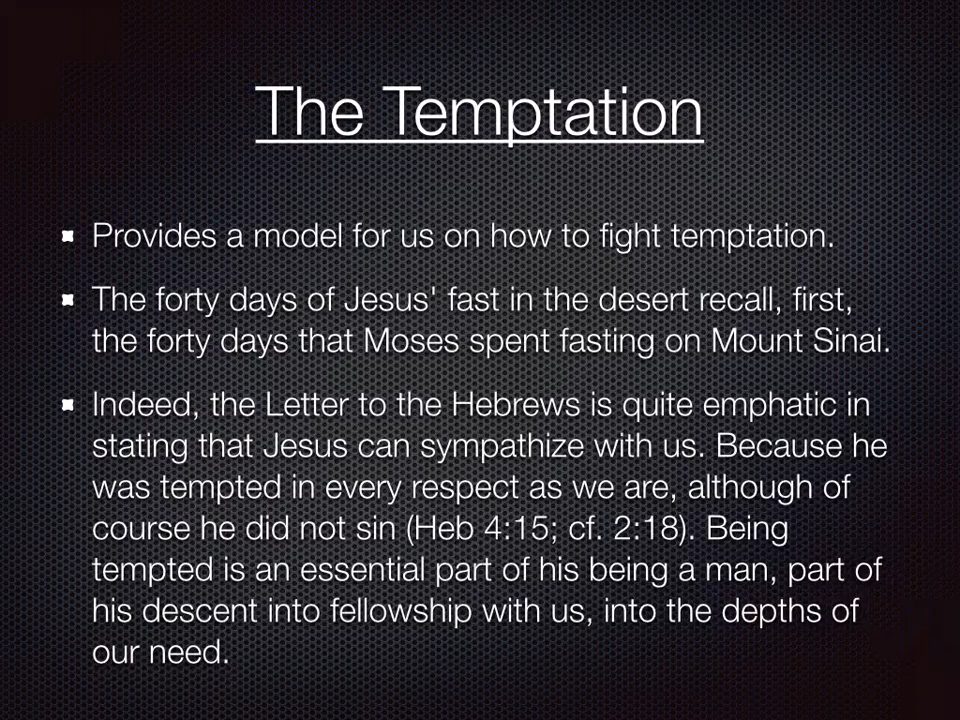 The Temptation
Provides a model for us on how to fight temptation.
The forty days of Jesus' fast in the desert recall, first,
the forty days that Moses spent fasting on Mount Sinai.
Indeed, the Letter to the Hebrews is quite emphatic in
stating that Jesus can sympathize with us. Because he
was tempted in every respect as we are, although of
course he did not sin (Heb 4:15; cf. 2:18). Being
tempted is an essential part of his being a man, part of
his descent into fellowship with us, into the depths of
our need.